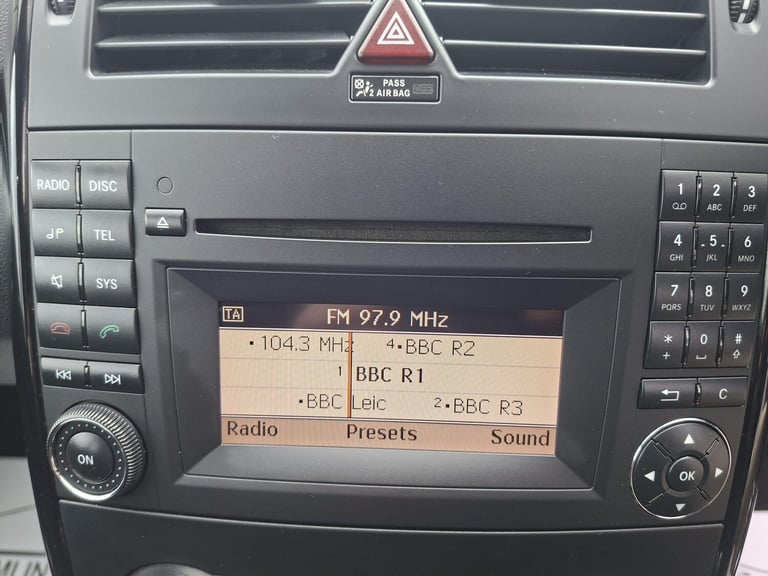 PASS
2 AIR BAG OFF
RADIO DISC
TEL
SYS
ON
TA FM 97.9 MHz
104.3 MHz 4 BBC R2
1 BBC R1
BBC Leic 2 BBC R3
Radio Presets Sound
1 2 3
ABC DEF
4 5 6
GHI JKL MNO
7 8 9
PQRS TUV WXYZ
* 0 #
+
C
OK
MLIN